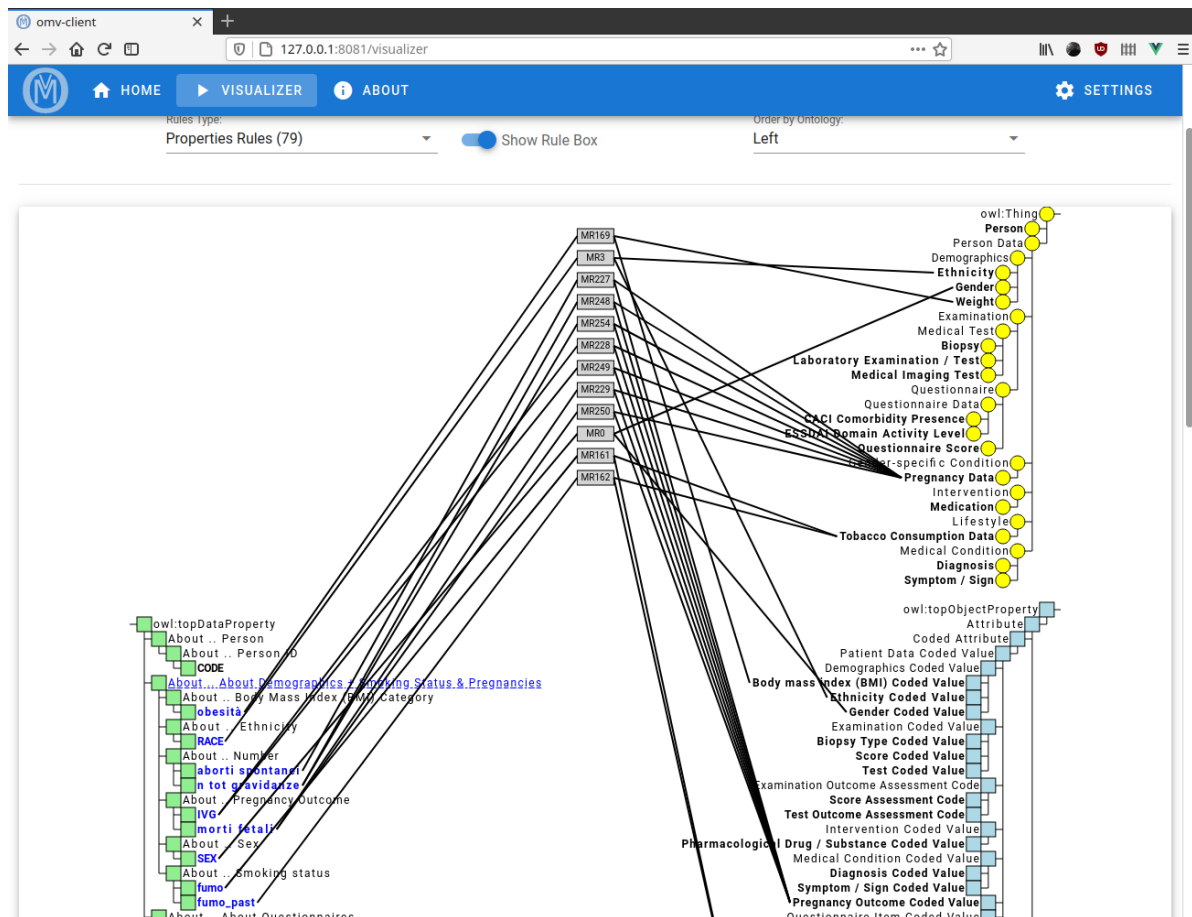 omv-client
127.0.0.1:8081/visualizer
HOME
VISUALIZER
ABOUT
SETTINGS
Rules Type:
Properties Rules (79)
Show Rule Box
Order by Ontology:
Left
MR169
MR3
MR227
MR248
MR254
MR228
MR249
MR229
MR250
MR0
MR161
MR162
owl:Thing
Person
Person Data
Demographics
Ethnicity
Gender
Weight
Examination
Medical Test
Biopsy
Laboratory Examination / Test
Medical Imaging Test
Questionnaire
Questionnaire Data
CACI Comorbidity Presence
ESSDAI Domain Activity Level
Questionnaire Score
Gender-specific Condition
Pregnancy Data
Intervention
Medication
Lifestyle
Tobacco Consumption Data
Medical Condition
Diagnosis
Symptom / Sign
owl:topDataProperty
About .. Person
About .. Person ID
CODE
About .. About Demographics + Smoking Status & Pregnancies
About .. Body Mass Index (BMI) Category
obesità
About .. Ethnicity
RACE
About .. Number
aborti spontanei
n tot gravidanze
About .. Pregnancy Outcome
IVG
morti fetali
About .. Sex
SEX
About .. Smoking status
fumo
fumo_past
About .. About Questionnaires
owl:topObjectProperty
Attribute
Coded Attribute
Patient Data Coded Value
Demographics Coded Value
Body mass index (BMI) Coded Value
Ethnicity Coded Value
Gender Coded Value
Examination Coded Value
Biopsy Type Coded Value
Score Coded Value
Test Coded Value
Examination Outcome Assessment Code
Score Assessment Code
Test Outcome Assessment Code
Intervention Coded Value
Pharmacological Drug / Substance Coded Value
Medical Condition Coded Value
Diagnosis Coded Value
Symptom / Sign Coded Value
Pregnancy Outcome Coded Value
Questionnaire Item Coded Value